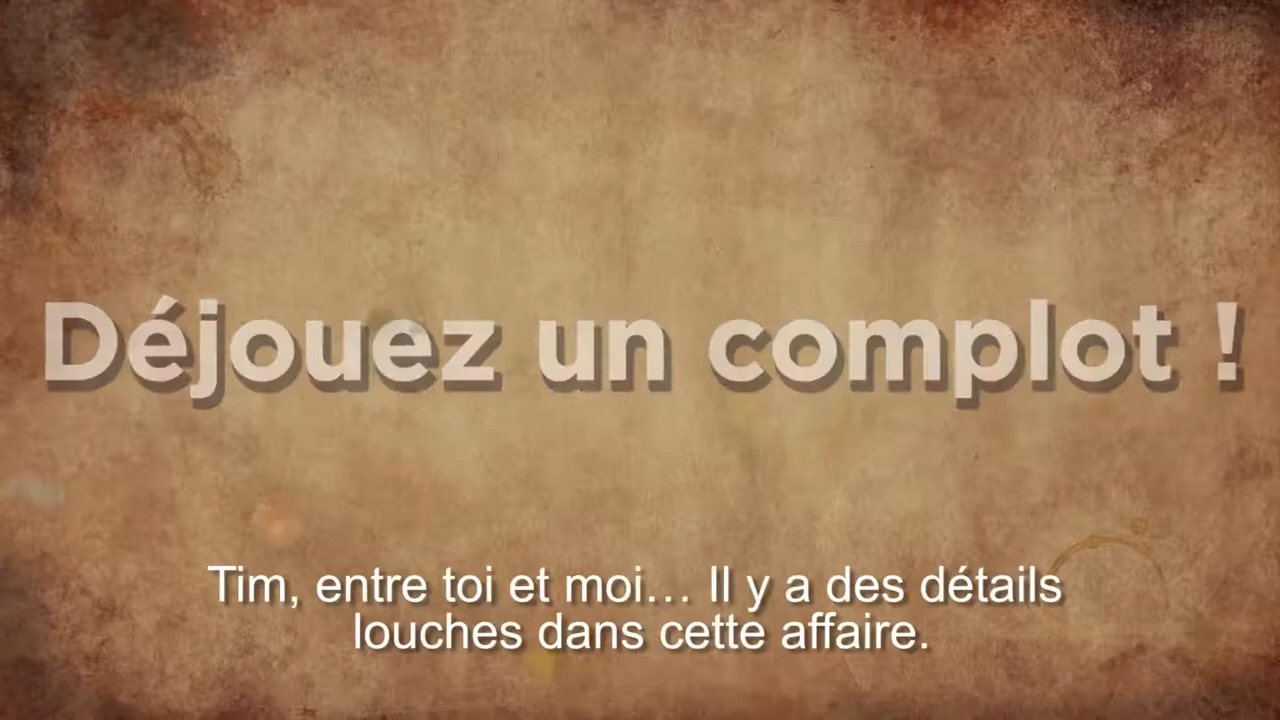 Déjouez un complot !
Tim, entre toi et moi… Il y a des détails
louches dans cette affaire.